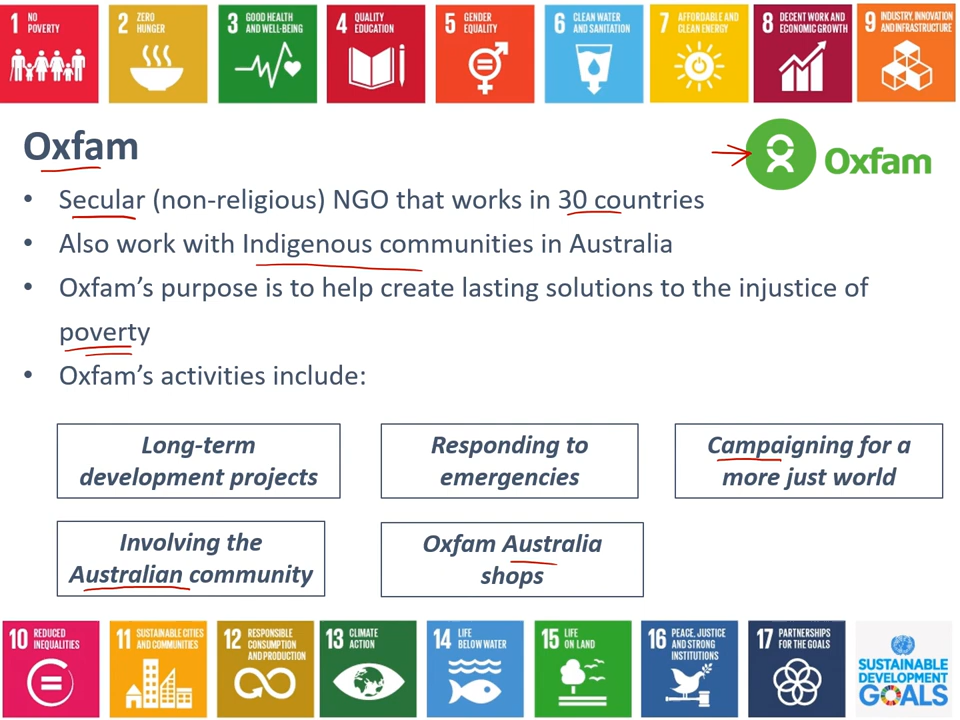 1 NO POVERTY
2 ZERO HUNGER
3 GOOD HEALTH AND WELL-BEING
4 QUALITY EDUCATION
5 GENDER EQUALITY
6 CLEAN WATER AND SANITATION
7 AFFORDABLE AND CLEAN ENERGY
8 DECENT WORK AND ECONOMIC GROWTH
9 INDUSTRY, INNOVATION AND INFRASTRUCTURE
Oxfam
Oxfam
• Secular (non-religious) NGO that works in 30 countries
• Also work with Indigenous communities in Australia
• Oxfam’s purpose is to help create lasting solutions to the injustice of
poverty
• Oxfam’s activities include:
Long-term
development projects
Responding to
emergencies
Campaigning for a
more just world
Involving the
Australian community
Oxfam Australia
shops
10 REDUCED INEQUALITIES
11 SUSTAINABLE CITIES AND COMMUNITIES
12 RESPONSIBLE CONSUMPTION AND PRODUCTION
13 CLIMATE ACTION
14 LIFE BELOW WATER
15 LIFE ON LAND
16 PEACE, JUSTICE AND STRONG INSTITUTIONS
17 PARTNERSHIPS FOR THE GOALS
SUSTAINABLE
DEVELOPMENT
GOALS